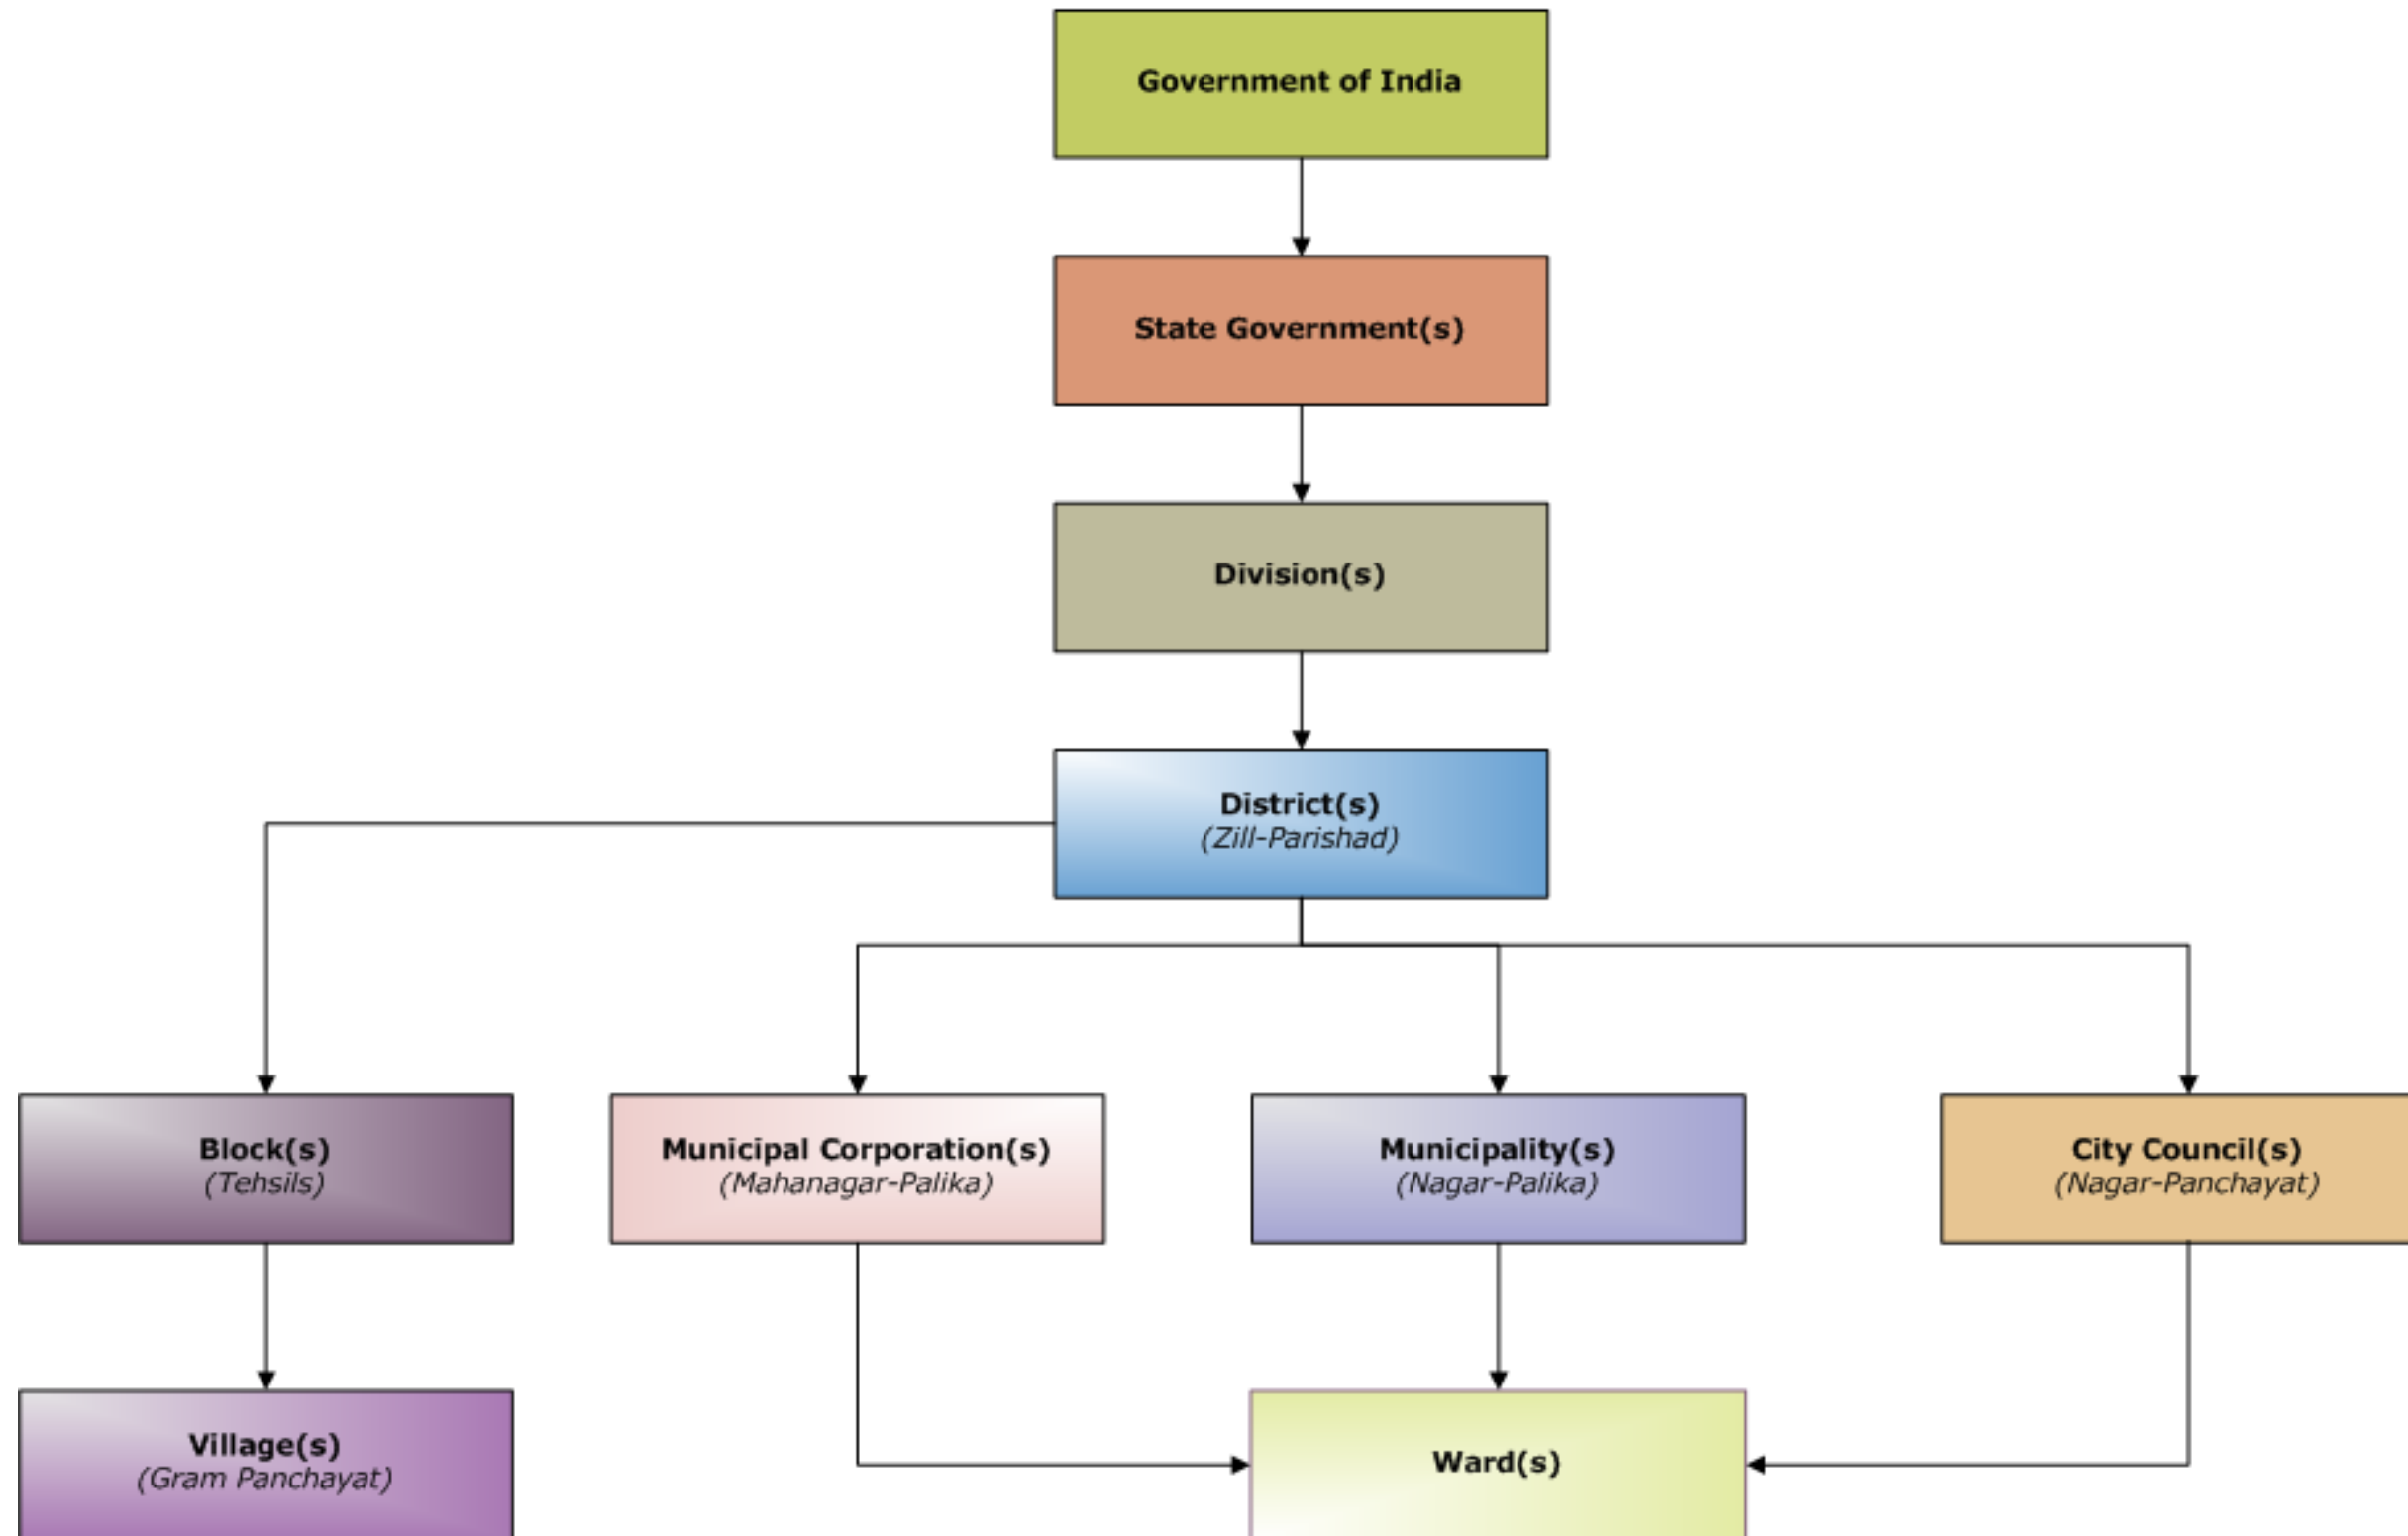 Government of India
State Government(s)
Division(s)
District(s)
(Zill-Parishad)
Block(s)
(Tehsils)
Municipal Corporation(s)
(Mahanagar-Palika)
Municipality(s)
(Nagar-Palika)
City Council(s)
(Nagar-Panchayat)
Village(s)
(Gram Panchayat)
Ward(s)